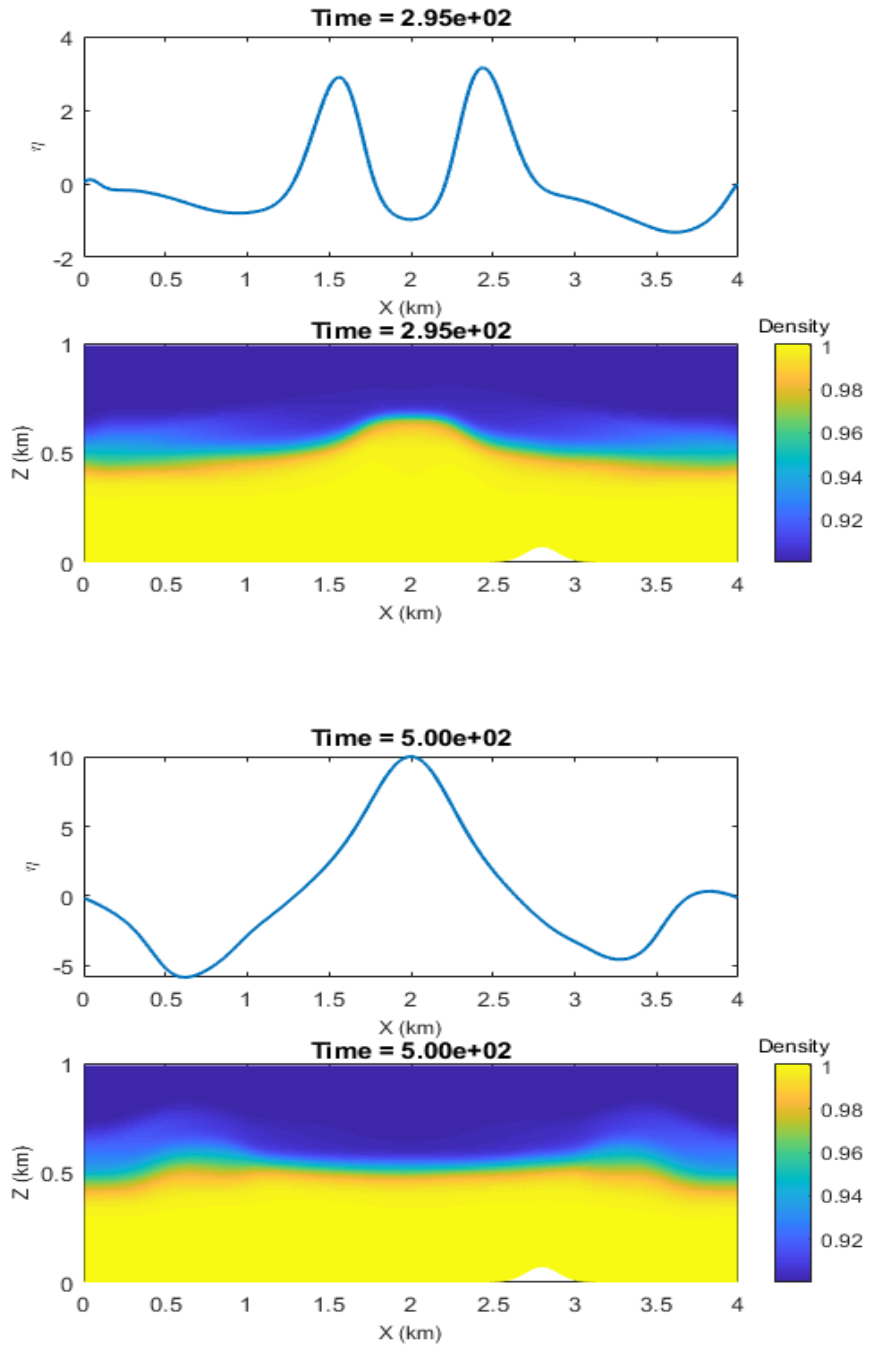 Time = 2.95e+02
4
2
0
-2
η
0 0.5 1 1.5 2 2.5 3 3.5 4
X (km)
Time = 2.95e+02
Density
1
0.5
0
Z (km)
1
0.98
0.96
0.94
0.92
0 0.5 1 1.5 2 2.5 3 3.5 4
X (km)
Time = 5.00e+02
10
5
0
-5
η
0 0.5 1 1.5 2 2.5 3 3.5 4
X (km)
Time = 5.00e+02
Density
1
0.5
0
Z (km)
1
0.98
0.96
0.94
0.92
0 0.5 1 1.5 2 2.5 3 3.5 4
X (km)